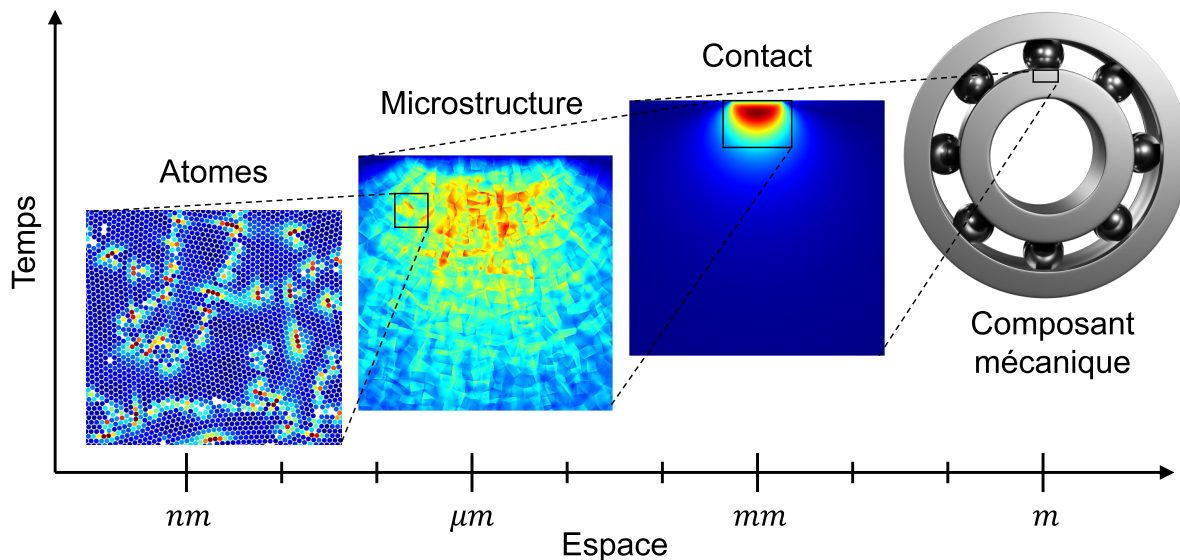 Contact
Microstructure
Atomes
Temps
Composant
mécanique
nm
μm
mm
m
Espace